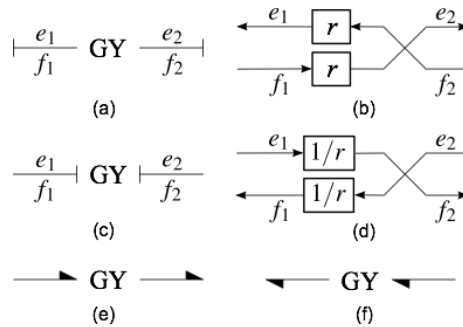 e₁ GY e₂
f₁ f₂
(a)
e₁ r e₂
f₁ r f₂
(b)
e₁ GY e₂
f₁ f₂
(c)
e₁ 1/r e₂
f₁ 1/r f₂
(d)
GY
(e)
GY
(f)